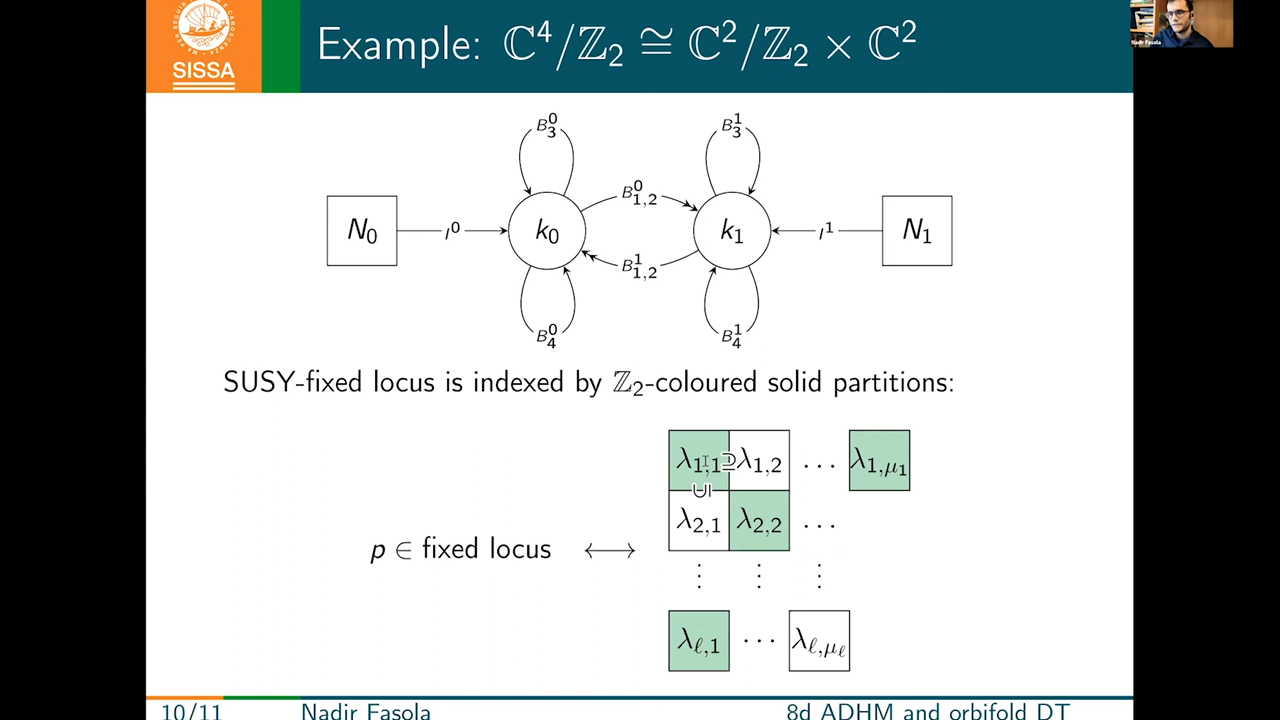 SISSA
Example: ℂ⁴/ℤ₂ ≅ ℂ²/ℤ₂ × ℂ²
Nadir Fasola
B₃⁰ B₃¹
N₀ I⁰ k₀ B₁,₂⁰ k₁ I¹ N₁
B₁,₂¹
B₄⁰ B₄¹
SUSY-fixed locus is indexed by ℤ₂-coloured solid partitions:
λ₁,₁ ⊇ λ₁,₂ ⋯ λ₁,μ₁
⊆
λ₂,₁ λ₂,₂ ⋯
p ∈ fixed locus ⟷
⋮ ⋮ ⋮
λℓ,₁ ⋯ λℓ,μℓ
10/11 Nadir Fasola 8d ADHM and orbifold DT